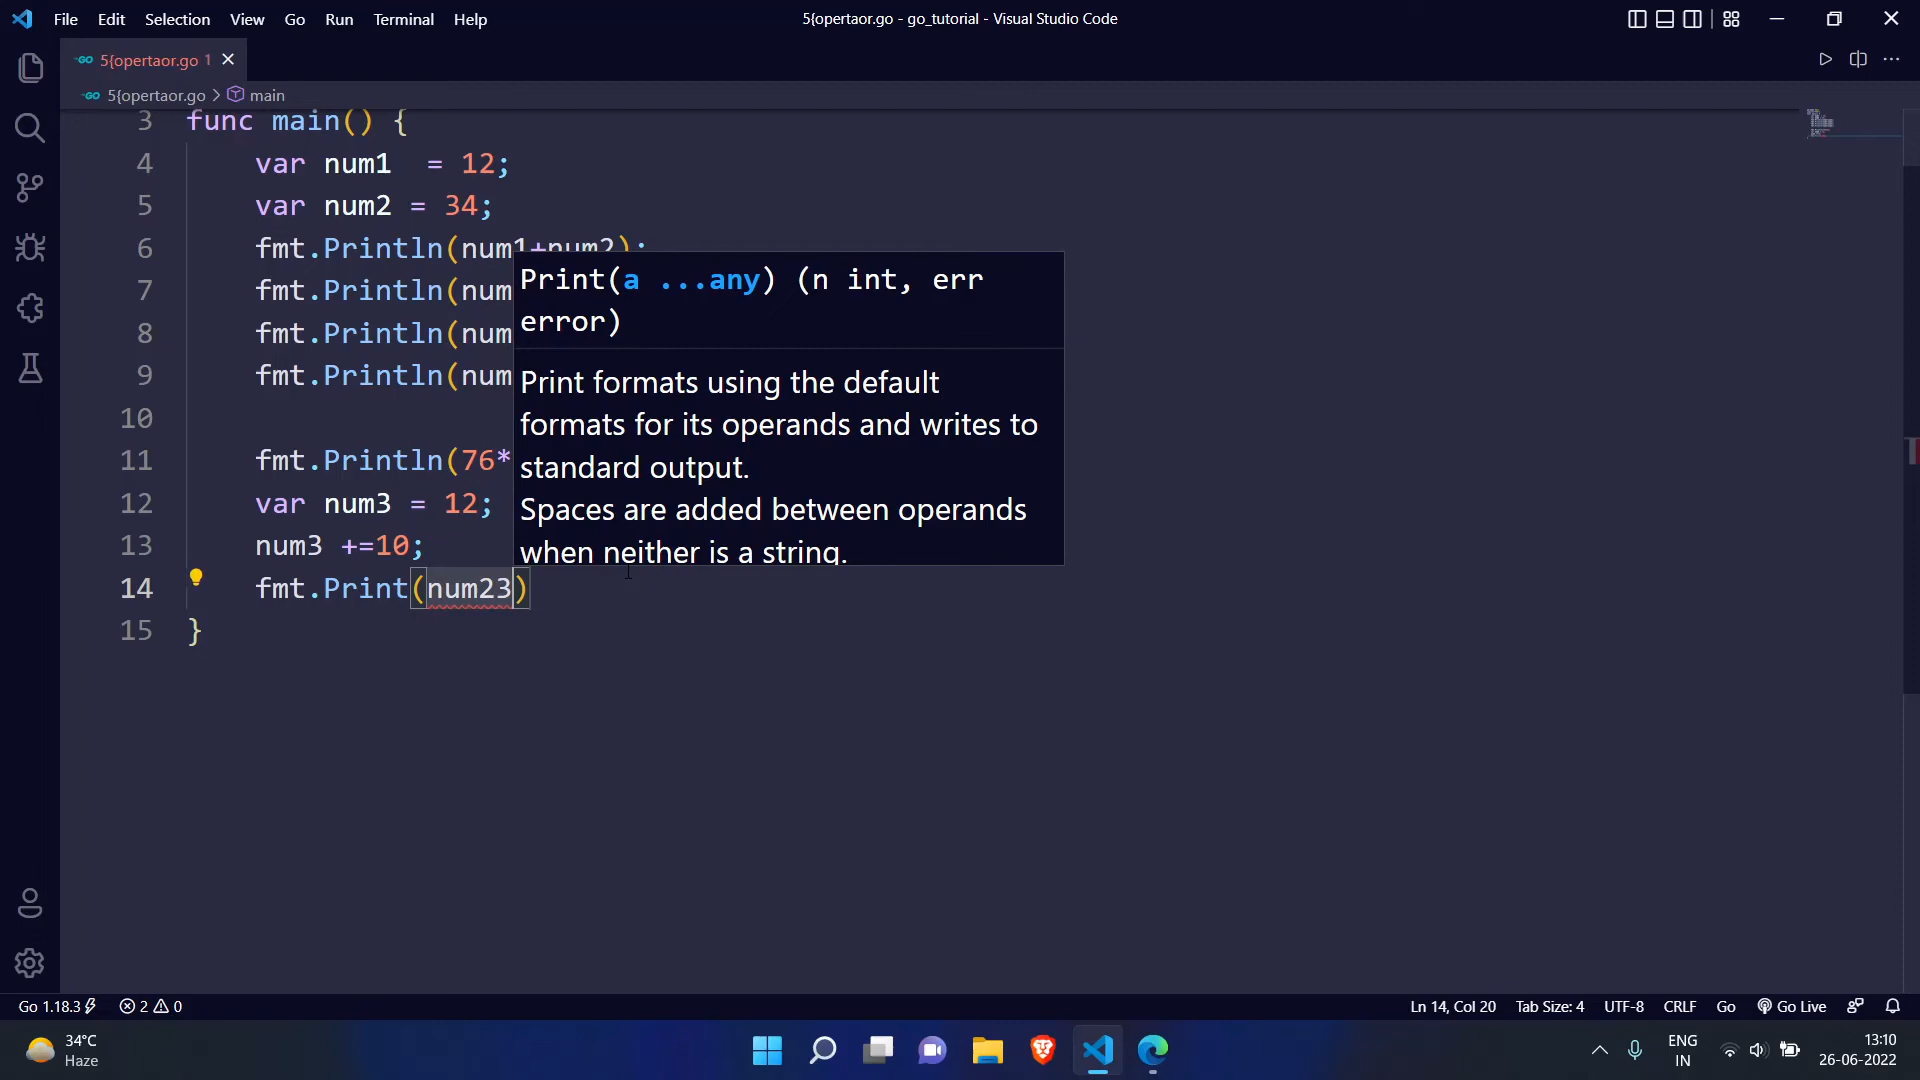 File Edit Selection View Go Run Terminal Help
5{opertaor.go - go_tutorial - Visual Studio Code
GO 5{opertaor.go 1
GO 5{opertaor.go > main
3 func main() {
4 var num1  = 12;
5 var num2 = 34;
6 fmt.Println(num1+num2);
7 fmt.Println(num
8 fmt.Println(num
9 fmt.Println(num
10
11 fmt.Println(76*
12 var num3 = 12;
13 num3 +=10;
14 fmt.Print(num23)
15 }
Print(a ...any) (n int, err
error)
Print formats using the default
formats for its operands and writes to
standard output.
Spaces are added between operands
when neither is a string.
Go 1.18.3 2 0
Ln 14, Col 20 Tab Size: 4 UTF-8 CRLF Go Go Live
34°C
Haze
ENG
IN
13:10
26-06-2022